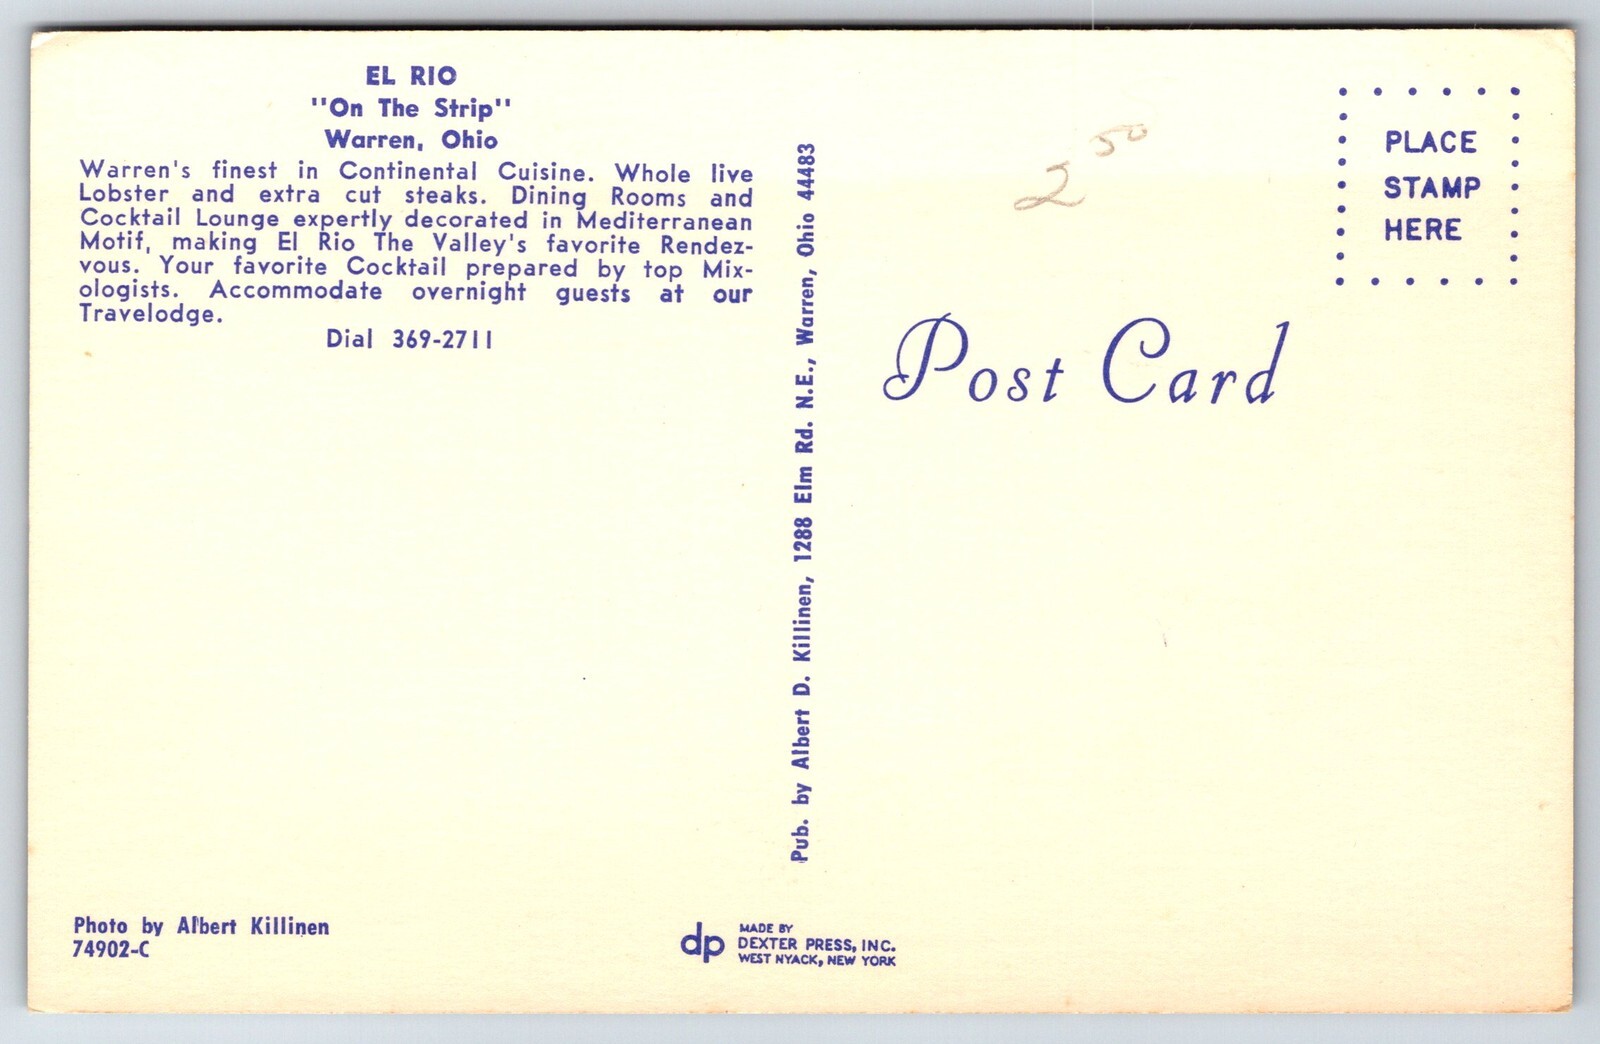 EL RIO
"On The Strip"
Warren, Ohio
Warren's finest in Continental Cuisine. Whole live
Lobster and extra cut steaks. Dining Rooms and
Cocktail Lounge expertly decorated in Mediterranean
Motif, making El Rio The Valley's favorite Rendez-
vous. Your favorite Cocktail prepared by top Mix-
ologists. Accommodate overnight guests at our
Travelodge.
Dial 369-2711
Photo by Albert Killinen
74902-C
Pub. by Albert D. Killinen, 1288 Elm Rd. N.E., Warren, Ohio 44483
dp
MADE BY
DEXTER PRESS, INC.
WEST NYACK, NEW YORK
2 50
PLACE
STAMP
HERE
Post Card